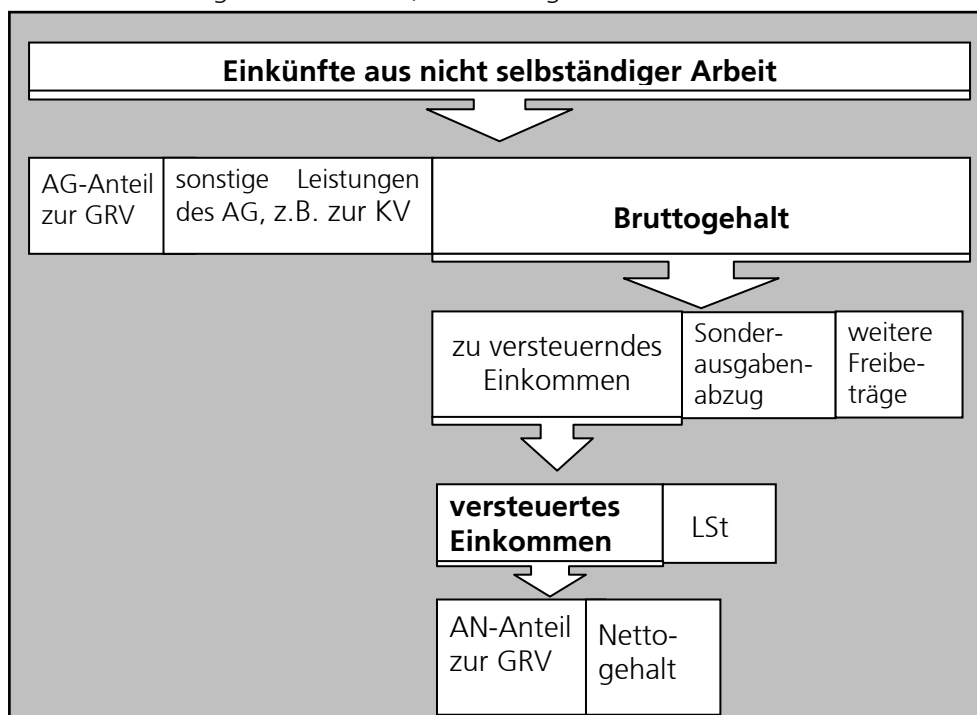 Einkünfte aus nicht selbständiger Arbeit
AG-Anteil
zur GRV
sonstige Leistungen
des AG, z.B. zur KV
Bruttogehalt
zu versteuerndes
Einkommen
Sonder-
ausgaben-
abzug
weitere
Freibe-
träge
versteuertes
Einkommen
LSt
AN-Anteil
zur GRV
Netto-
gehalt